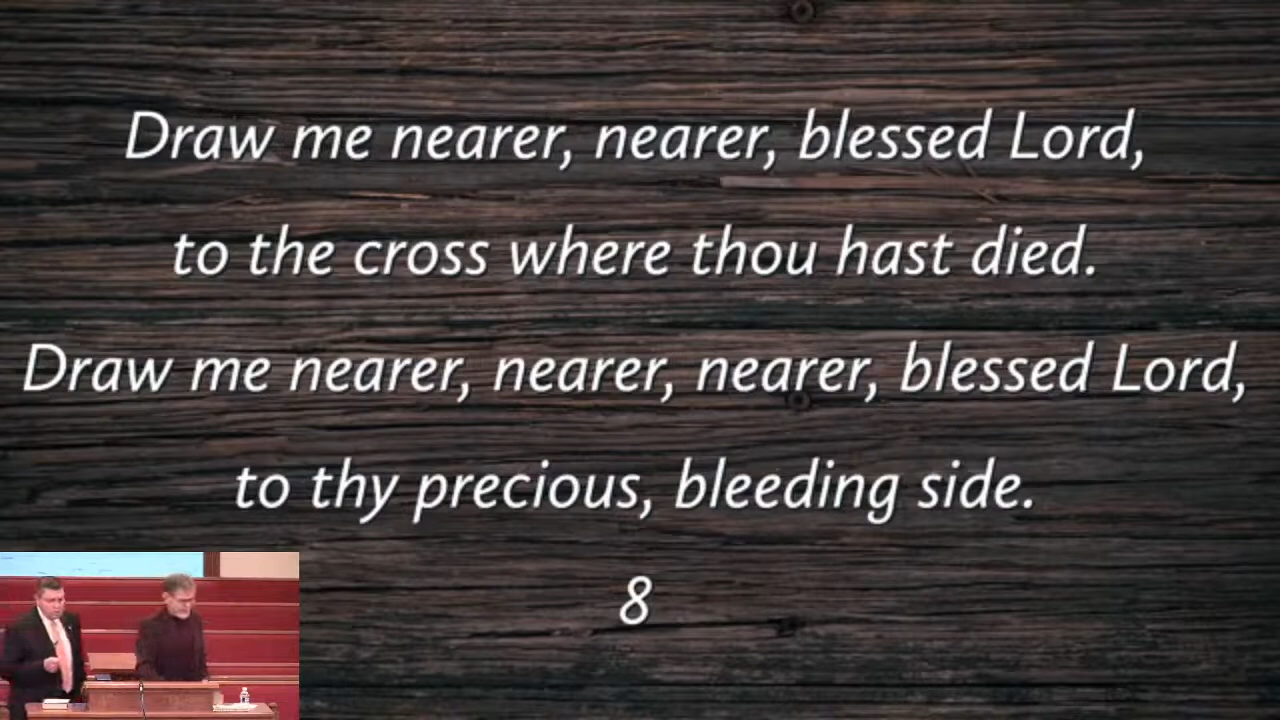 Draw me nearer, nearer, blessed Lord,
to the cross where thou hast died.
Draw me nearer, nearer, nearer, blessed Lord,
to thy precious, bleeding side.
8